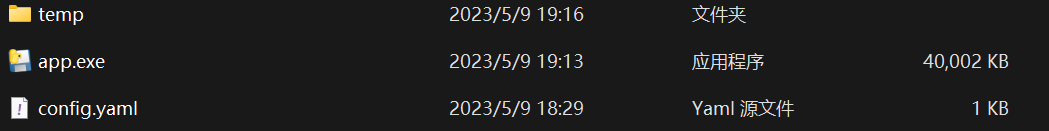 temp 2023/5/9 19:16 文件夹
app.exe 2023/5/9 19:13 应用程序 40,002 KB
config.yaml 2023/5/9 18:29 Yaml 源文件 1 KB